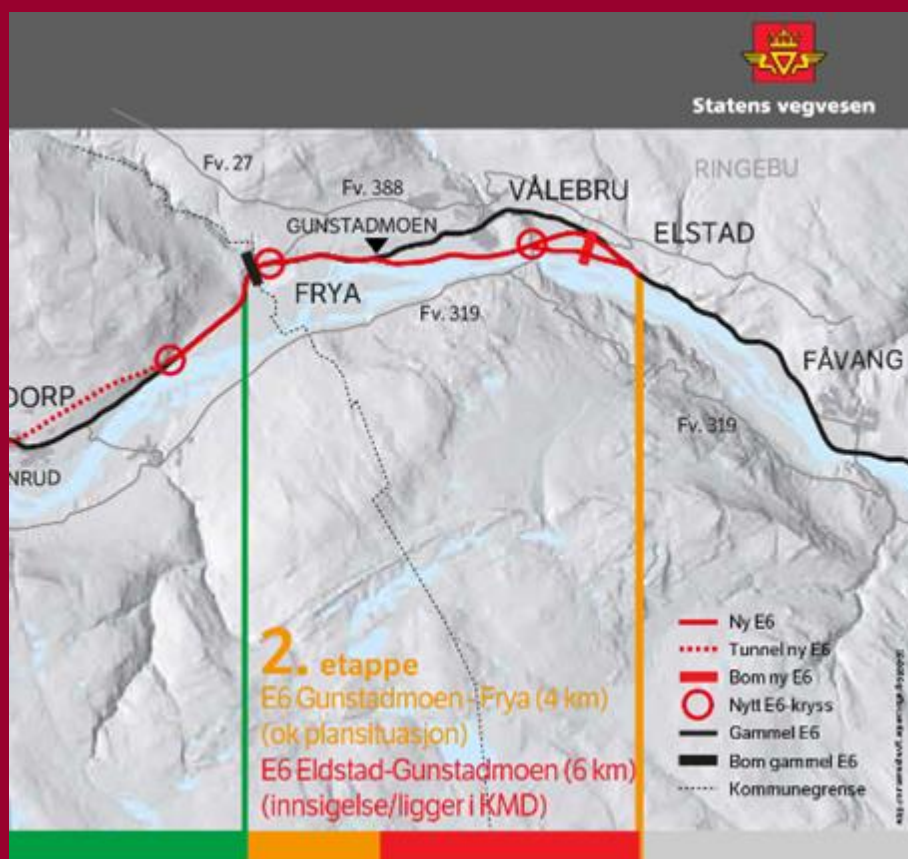 Statens vegvesen
Fv. 27
RINGEBU
Fv. 388
VÅLEBRU
GUNSTADMOEN
ELSTAD
FRYA
Fv. 319
FÅVANG
DORP
Fv. 319
NRUD
2. etappe
E6 Gunstadmoen - Frya (4 km)
(ok plansituasjon)
E6 Eldstad-Gunstadmoen (6 km)
(innsigelse/ligger i KMD)
Ny E6
Tunnel ny E6
Bom ny E6
Nytt E6-kryss
Gammel E6
Bom gammel E6
Kommunegrense